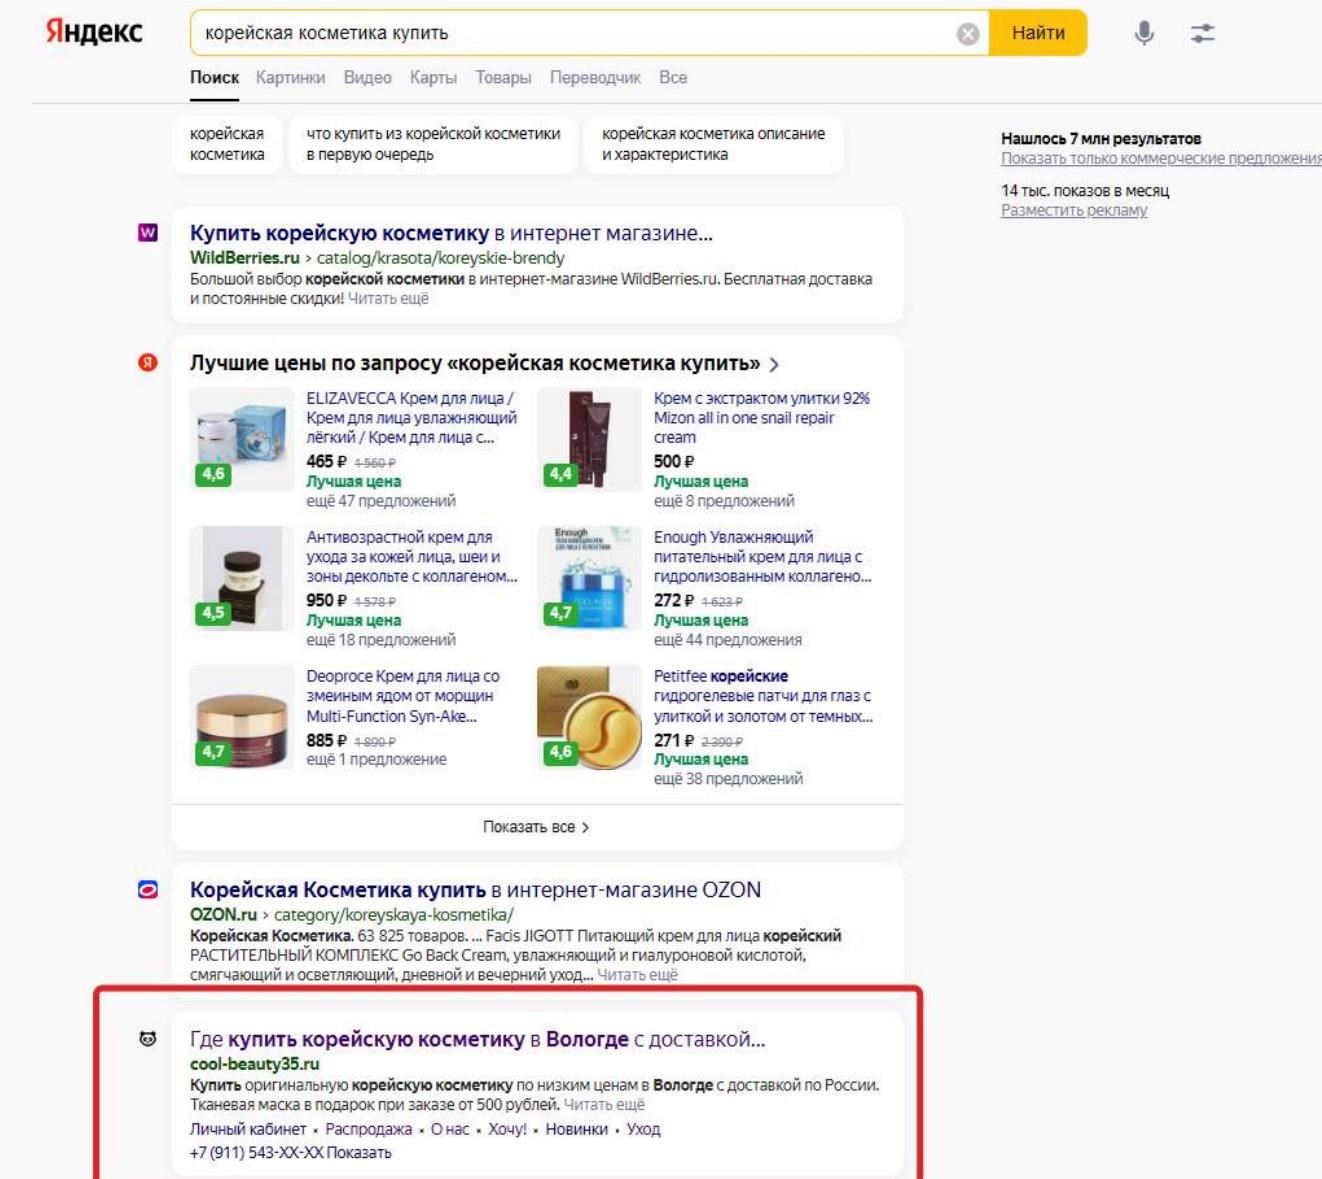 Яндекс
корейская косметика купить
Найти
Поиск Картинки Видео Карты Товары Переводчик Все
корейская
косметика
что купить из корейской косметики
в первую очередь
корейская косметика описание
и характеристика
Нашлось 7 млн результатов
Показать только коммерческие предложения
14 тыс. показов в месяц
Разместить рекламу
W
Купить корейскую косметику в интернет магазине...
WildBerries.ru › catalog/krasota/koreyskie-brendy
Большой выбор корейской косметики в интернет-магазине WildBerries.ru. Бесплатная доставка
и постоянные скидки! Читать ещё
Я
Лучшие цены по запросу «корейская косметика купить» >
4,6
ELIZAVECCA Крем для лица /
Крем для лица увлажняющий
лёгкий / Крем для лица с...
465 ₽ 1 560 ₽
Лучшая цена
ещё 47 предложений
4,4
Крем с экстрактом улитки 92%
Mizon all in one snail repair
cream
500 ₽
Лучшая цена
ещё 8 предложений
4,5
Антивозрастной крем для
ухода за кожей лица, шеи и
зоны декольте с коллагеном...
950 ₽ 1 578 ₽
Лучшая цена
ещё 18 предложений
Enough
4,7
Enough Увлажняющий
питательный крем для лица с
гидролизованным коллагено...
272 ₽ 1 623 ₽
Лучшая цена
ещё 44 предложения
4,7
Deoproce Крем для лица со
змеиным ядом от морщин
Multi-Function Syn-Ake...
885 ₽ 1 890 ₽
ещё 1 предложение
4,6
Petitfee корейские
гидрогелевые патчи для глаз с
улиткой и золотом от темных...
271 ₽ 2 390 ₽
Лучшая цена
ещё 38 предложений
Показать все >
Корейская Косметика купить в интернет-магазине OZON
OZON.ru › category/koreyskaya-kosmetika/
Корейская Косметика. 63 825 товаров. ... Facis JIGOTT Питающий крем для лица корейский
РАСТИТЕЛЬНЫЙ КОМПЛЕКС Go Back Cream, увлажняющий и гиалуроновой кислотой,
смягчающий и осветляющий, дневной и вечерний уход... Читать ещё
Где купить корейскую косметику в Вологде с доставкой...
cool-beauty35.ru
Купить оригинальную корейскую косметику по низким ценам в Вологде с доставкой по России.
Тканевая маска в подарок при заказе от 500 рублей. Читать ещё
Личный кабинет • Распродажа • О нас • Хочу! • Новинки • Уход
+7 (911) 543-XX-XX Показать